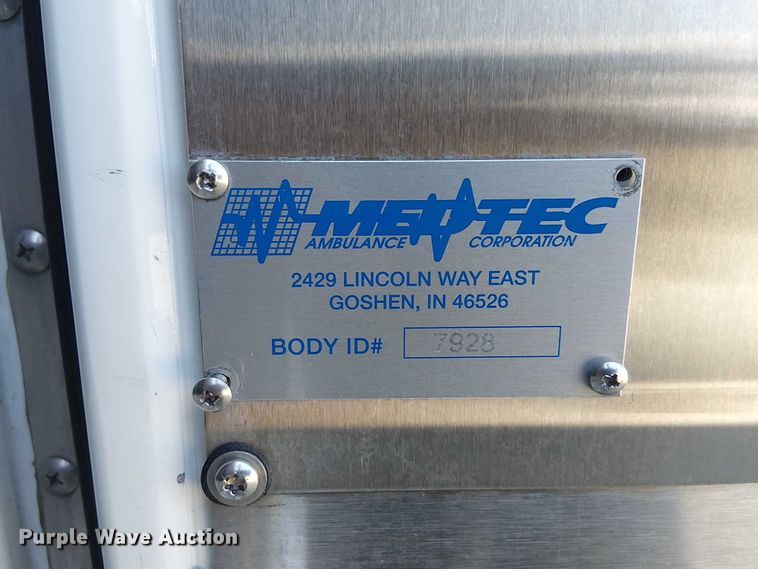 MEDTEC
AMBULANCE CORPORATION
2429 LINCOLN WAY EAST
GOSHEN, IN 46526
BODY ID# 7928
Purple Wave Auction